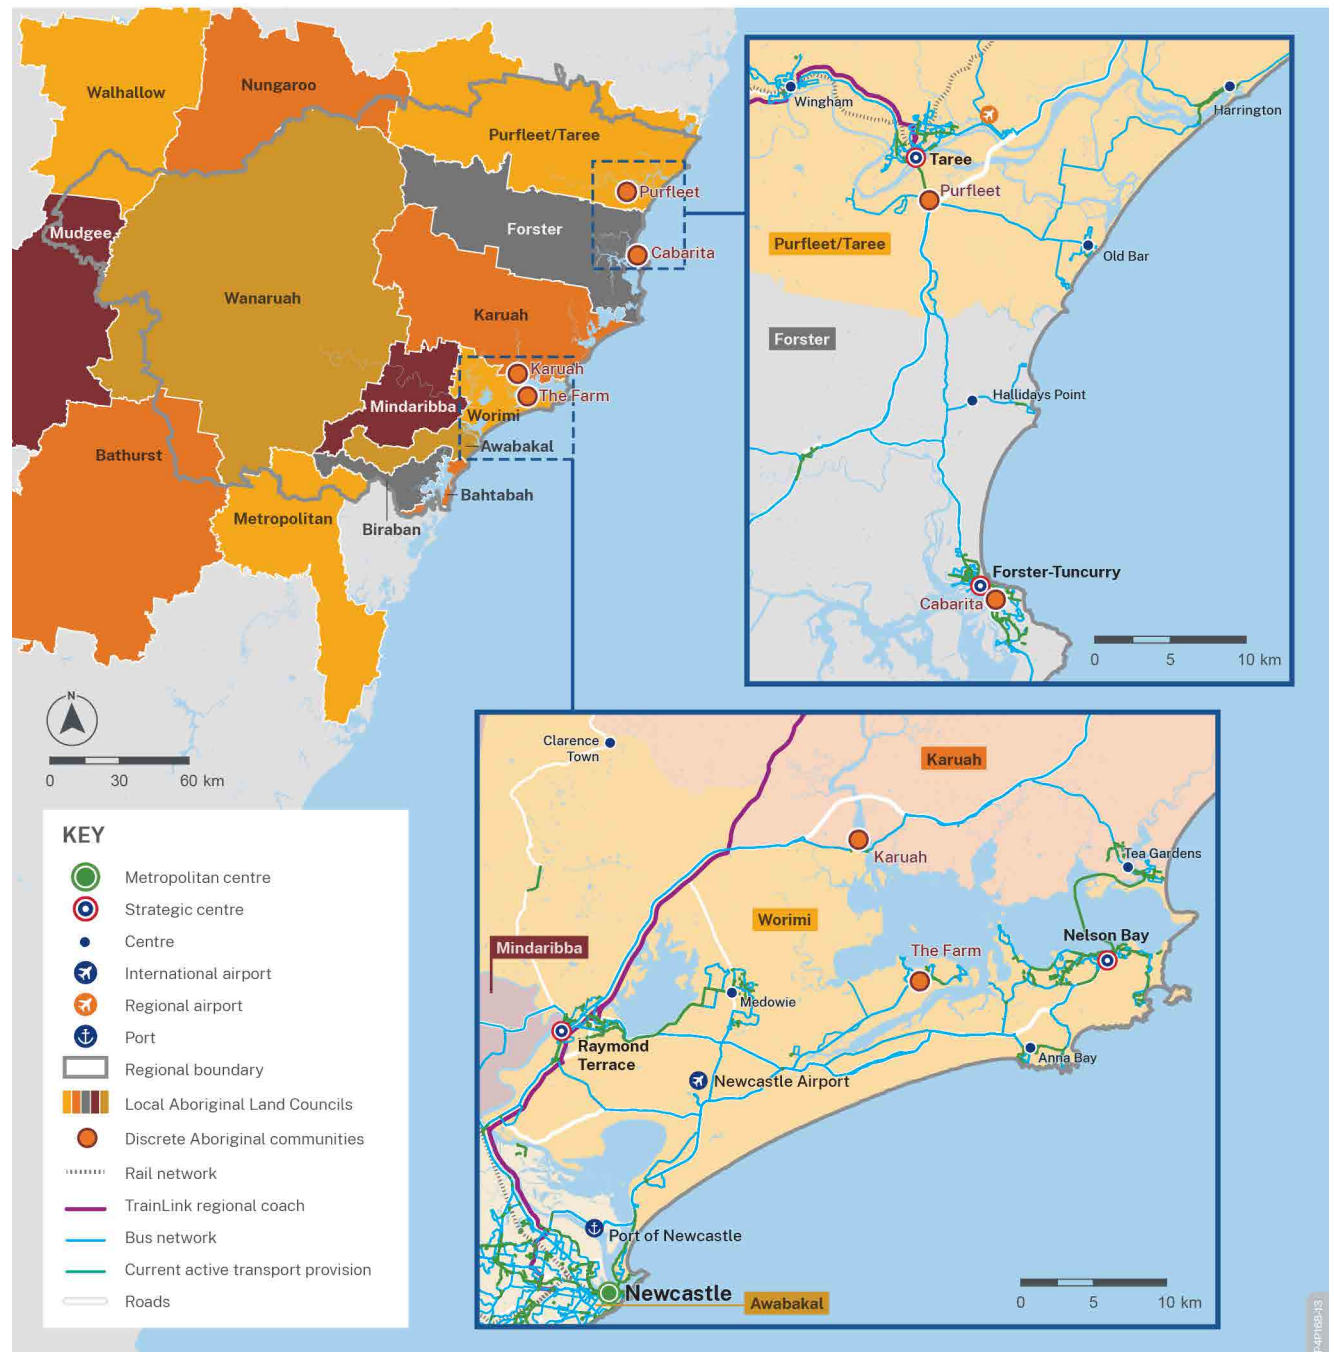 Walhallow
Nungaroo
Purfleet/Taree
Purfleet
Mudgee
Forster
Cabarita
Wanaruah
Karuah
Karuah
The Farm
Mindaribba
Worimi
Awabakal
Bathurst
Bahtabah
Metropolitan
Biraban
N
0 30 60 km
Wingham
Harrington
Taree
Purfleet
Purfleet/Taree
Old Bar
Forster
Hallidays Point
Forster-Tuncurry
Cabarita
0 5 10 km
Clarence
Town
Karuah
Karuah
Tea Gardens
Worimi
Nelson Bay
Mindaribba
The Farm
Medowie
Raymond
Terrace
Anna Bay
Newcastle Airport
Port of Newcastle
Newcastle
Awabakal
0 5 10 km
KEY
Metropolitan centre
Strategic centre
Centre
International airport
Regional airport
Port
Regional boundary
Local Aboriginal Land Councils
Discrete Aboriginal communities
Rail network
TrainLink regional coach
Bus network
Current active transport provision
Roads